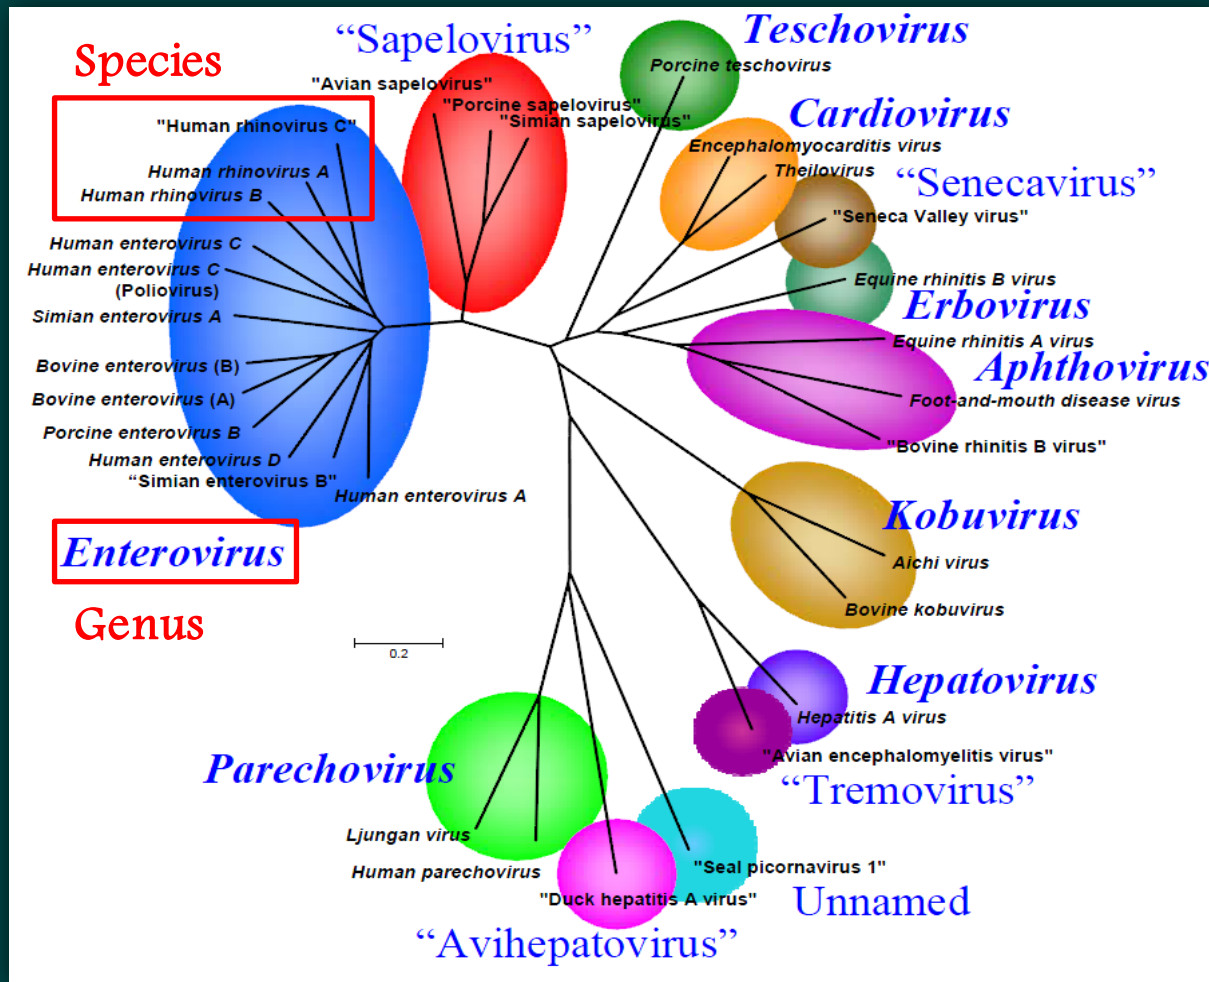 Species
“Sapelovirus”
"Avian sapelovirus"
"Porcine sapelovirus"
"Simian sapelovirus"
Teschovirus
Porcine teschovirus
Cardiovirus
Encephalomyocarditis virus
Theilovirus
“Senecavirus”
"Seneca Valley virus"
Equine rhinitis B virus
Erbovirus
Equine rhinitis A virus
Aphthovirus
Foot-and-mouth disease virus
"Bovine rhinitis B virus"
"Human rhinovirus C"
Human rhinovirus A
Human rhinovirus B
Human enterovirus C
Human enterovirus C
(Poliovirus)
Simian enterovirus A
Bovine enterovirus (B)
Bovine enterovirus (A)
Porcine enterovirus B
Human enterovirus D
“Simian enterovirus B"
Human enterovirus A
Enterovirus
Genus
0.2
Kobuvirus
Aichi virus
Bovine kobuvirus
Hepatovirus
Hepatitis A virus
"Avian encephalomyelitis virus"
“Tremovirus”
Parechovirus
Ljungan virus
Human parechovirus
"Seal picornavirus 1"
Unnamed
"Duck hepatitis A virus"
“Avihepatovirus”